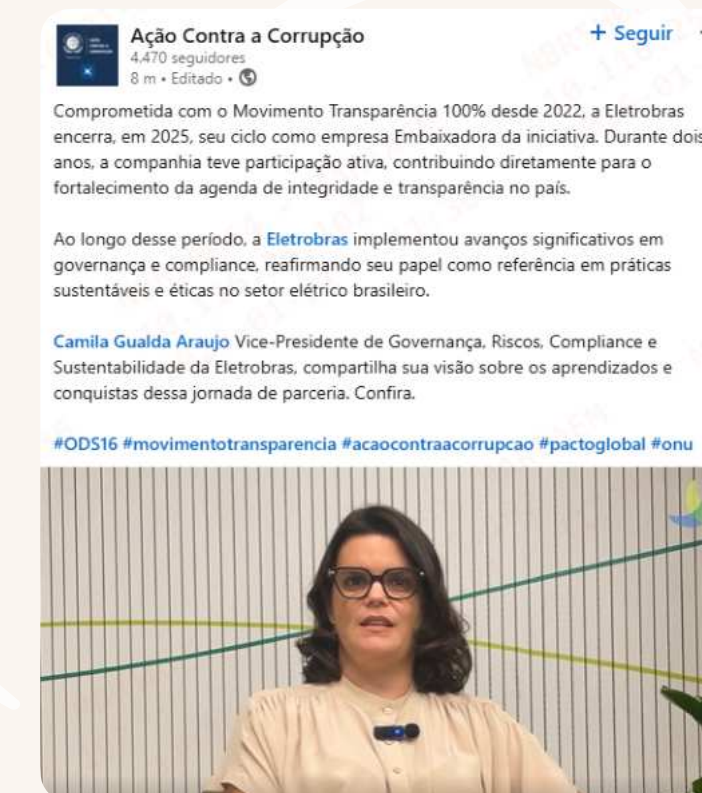 Ação Contra a Corrupção
+ Seguir
4.470 seguidores
8 m • Editado •
Comprometida com o Movimento Transparência 100% desde 2022, a Eletrobras
encerra, em 2025, seu ciclo como empresa Embaixadora da iniciativa. Durante dois
anos, a companhia teve participação ativa, contribuindo diretamente para o
fortalecimento da agenda de integridade e transparência no país.
Ao longo desse período, a Eletrobras implementou avanços significativos em
governança e compliance, reafirmando seu papel como referência em práticas
sustentáveis e éticas no setor elétrico brasileiro.
Camila Gualda Araujo Vice-Presidente de Governança, Riscos, Compliance e
Sustentabilidade da Eletrobras, compartilha sua visão sobre os aprendizados e
conquistas dessa jornada de parceria. Confira.
#ODS16 #movimentotransparencia #acaocontraacorrupcao #pactoglobal #onu